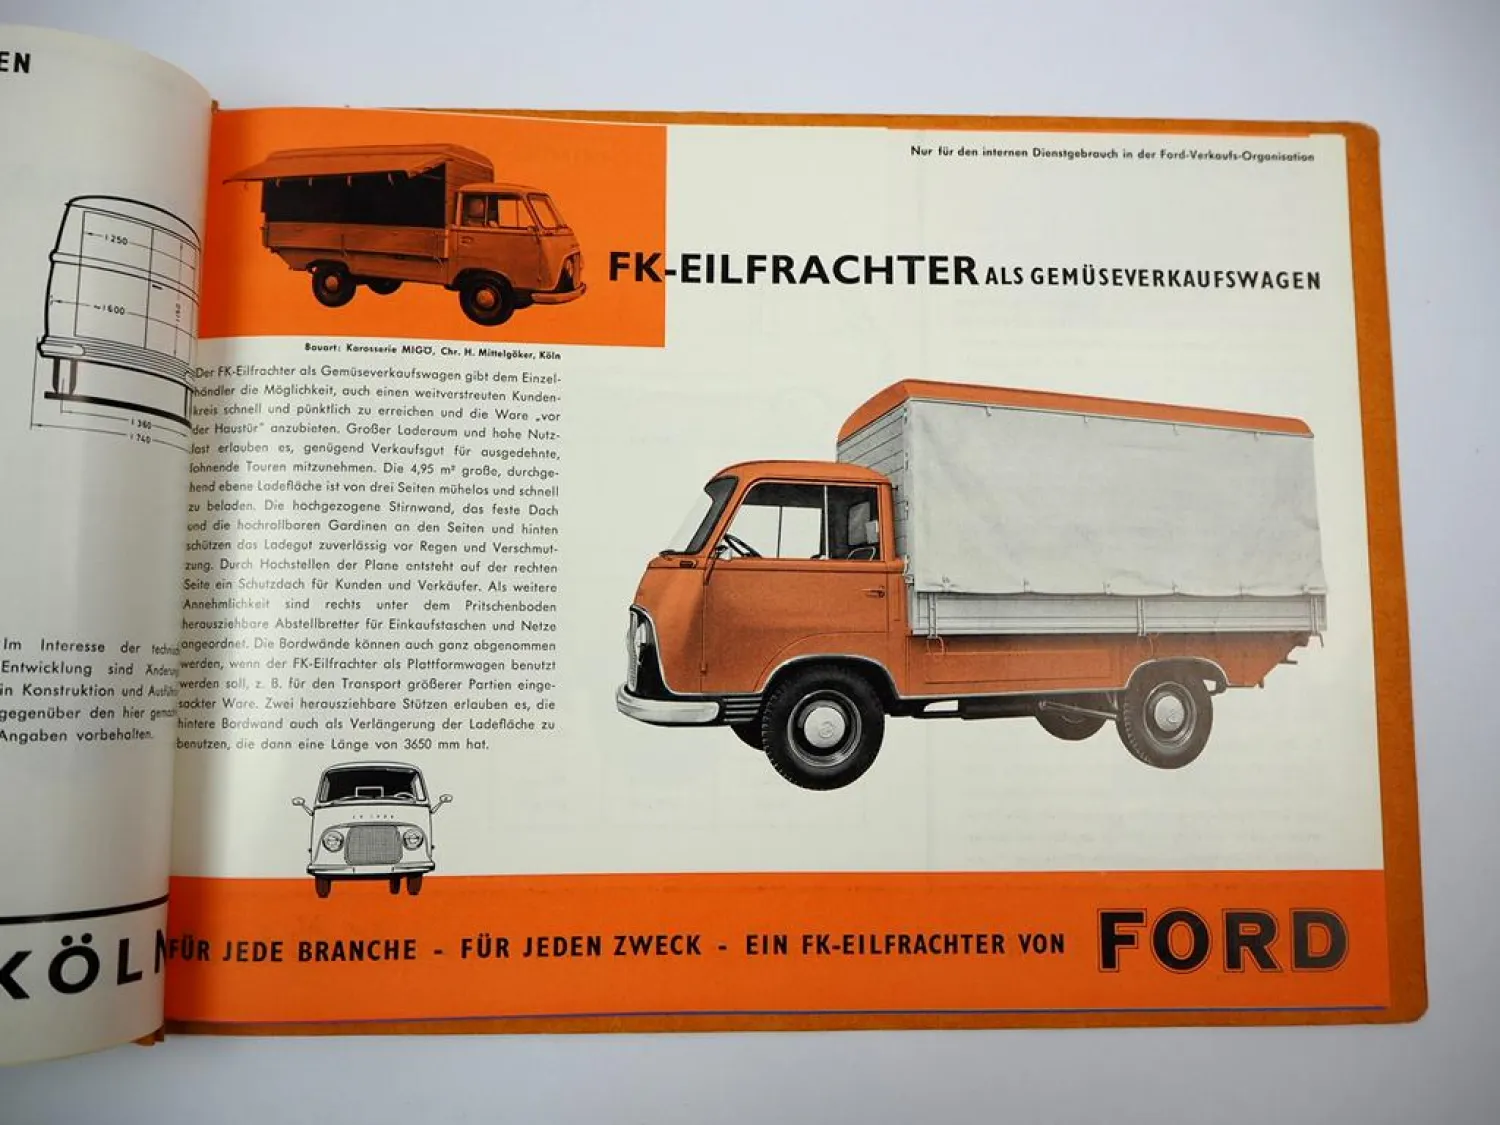 EN
1250
~1600
1150
1360
1740
Im Interesse der
Entwicklung sind
in Konstruktion und
gegenüber den hier
Angaben vorbehalten.
KÖLN
Nur für den internen Dienstgebrauch in der Ford-Verkaufs-Organisation
FK-EILFRACHTER ALS GEMÜSEVERKAUFSWAGEN
Bauart: Karosserie MIGÖ, Chr. H. Mittelgöker, Köln
Der FK-Eilfrachter als Gemüseverkaufswagen gibt dem Einzel-
händler die Möglichkeit, auch einen weitverstreuten Kunden-
kreis schnell und pünktlich zu erreichen und die Ware „vor
der Haustür" anzubieten. Großer Laderaum und hohe Nutz-
last erlauben es, genügend Verkaufsgut für ausgedehnte,
lohnende Touren mitzunehmen. Die 4,95 m² große, durchge-
hend ebene Ladefläche ist von drei Seiten mühelos und schnell
zu beladen. Die hochgezogene Stirnwand, das feste Dach
und die hochrollbaren Gardinen an den Seiten und hinten
schützen das Ladegut zuverlässig vor Regen und Verschmut-
zung. Durch Hochstellen der Plane entsteht auf der rechten
Seite ein Schutzdach für Kunden und Verkäufer. Als weitere
Annehmlichkeit sind rechts unter dem Pritschenboden
herausziehbare Abstellbretter für Einkaufstaschen und Netze
angeordnet. Die Bordwände können auch ganz abgenommen
werden, wenn der FK-Eilfrachter als Plattformwagen benutzt
werden soll, z. B. für den Transport größerer Partien einge-
sackter Ware. Zwei herausziehbare Stützen erlauben es, die
hintere Bordwand auch als Verlängerung der Ladefläche zu
benutzen, die dann eine Länge von 3650 mm hat.
FÜR JEDE BRANCHE - FÜR JEDEN ZWECK - EIN FK-EILFRACHTER VON FORD